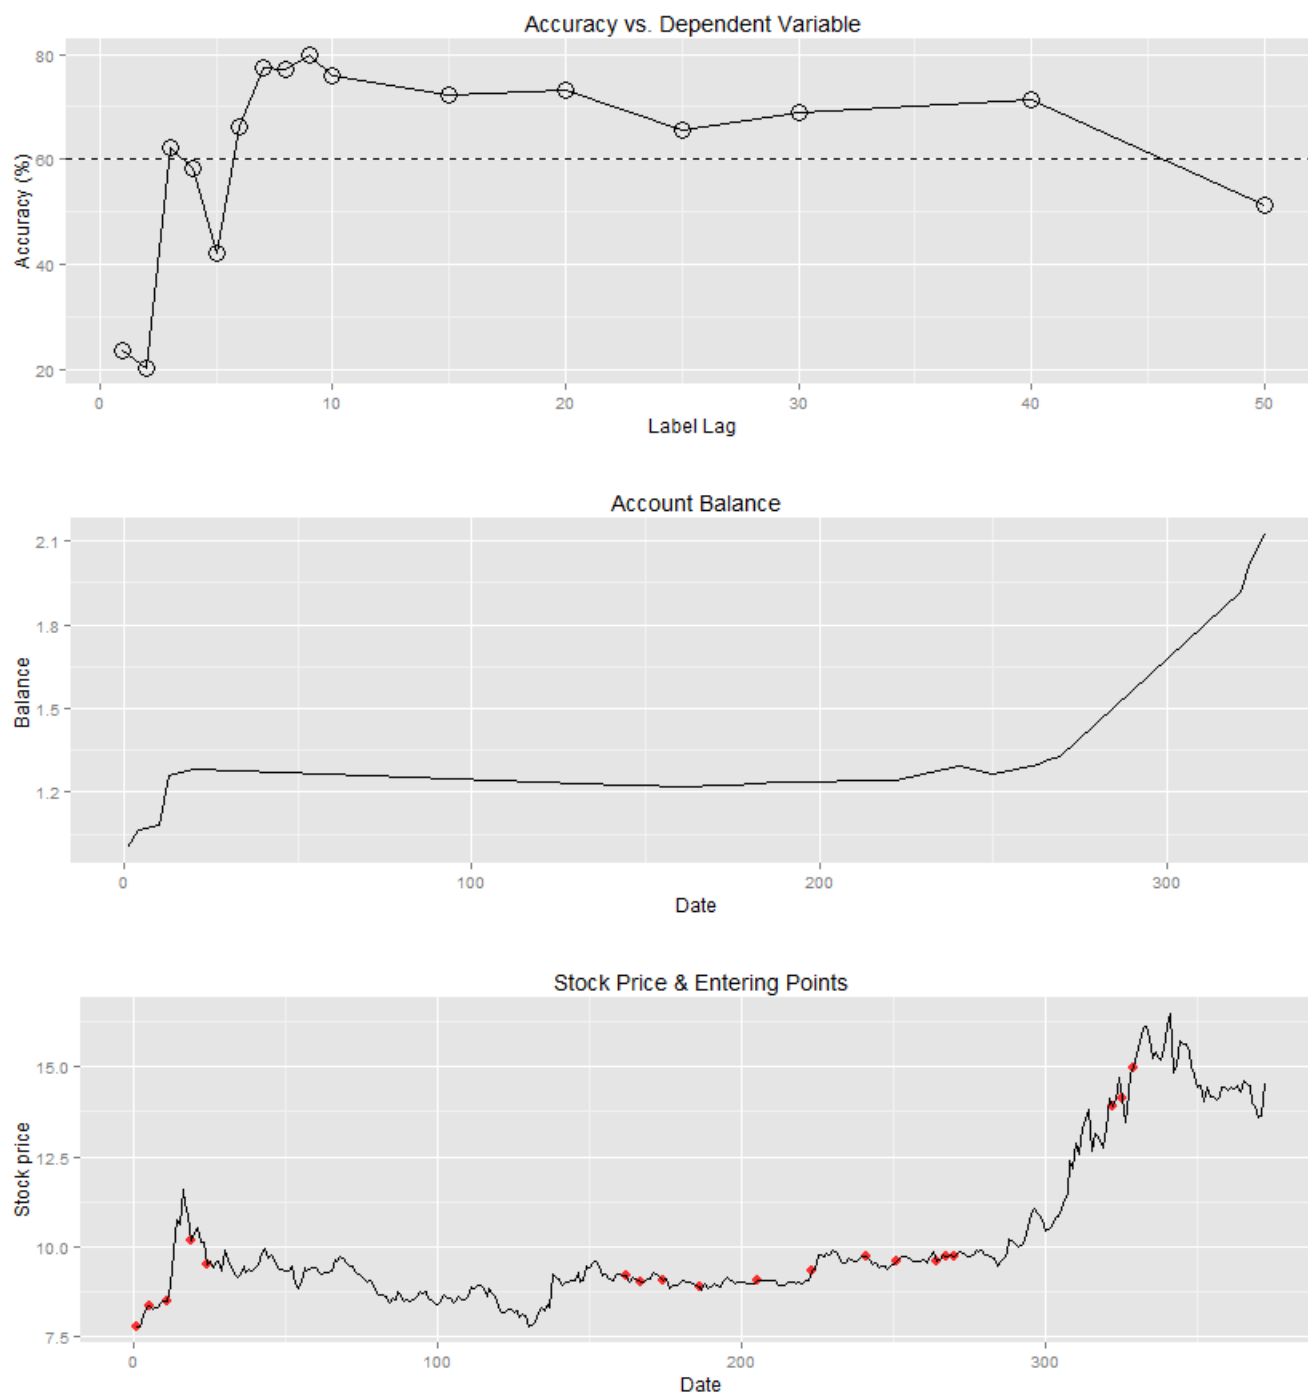 Accuracy vs. Dependent Variable
Accuracy (%)
80
60
40
20
0 10 20 30 40 50
Label Lag
Account Balance
Balance
2.1
1.8
1.5
1.2
0 100 200 300
Date
Stock Price & Entering Points
Stock price
15.0
12.5
10.0
7.5
0 100 200 300
Date